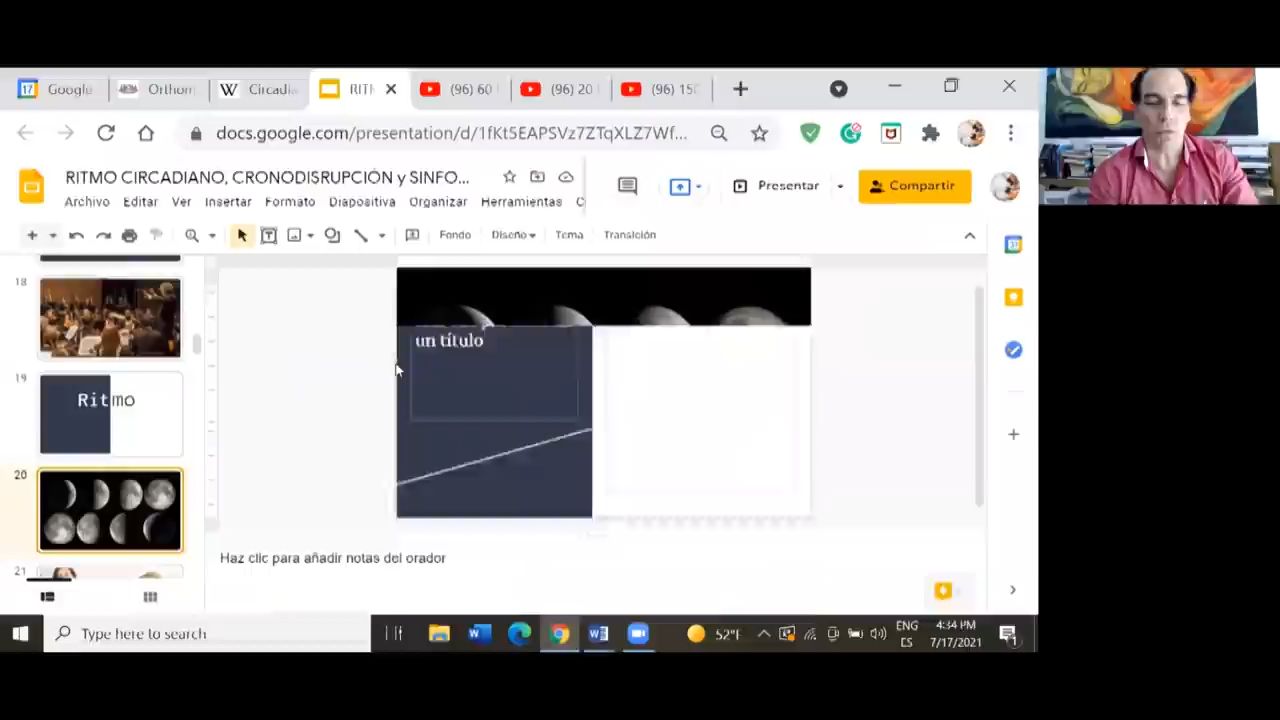 Google
Orthom
Circadia
RIT
(96) 60
(96) 20
(96) 150
docs.google.com/presentation/d/1fKt5EAPSVz7ZTqXLZ7Wf...
RITMO CIRCADIANO, CRONODISRUPCIÓN y SINFO...
Presentar
Compartir
Archivo Editar Ver Insertar Formato Diapositiva Organizar Herramientas C
Fondo Diseño Tema Transición
18
19
Ritmo
20
21
un título
Haz clic para añadir notas del orador
Type here to search
52°F
ENG
ES
4:34 PM
7/17/2021